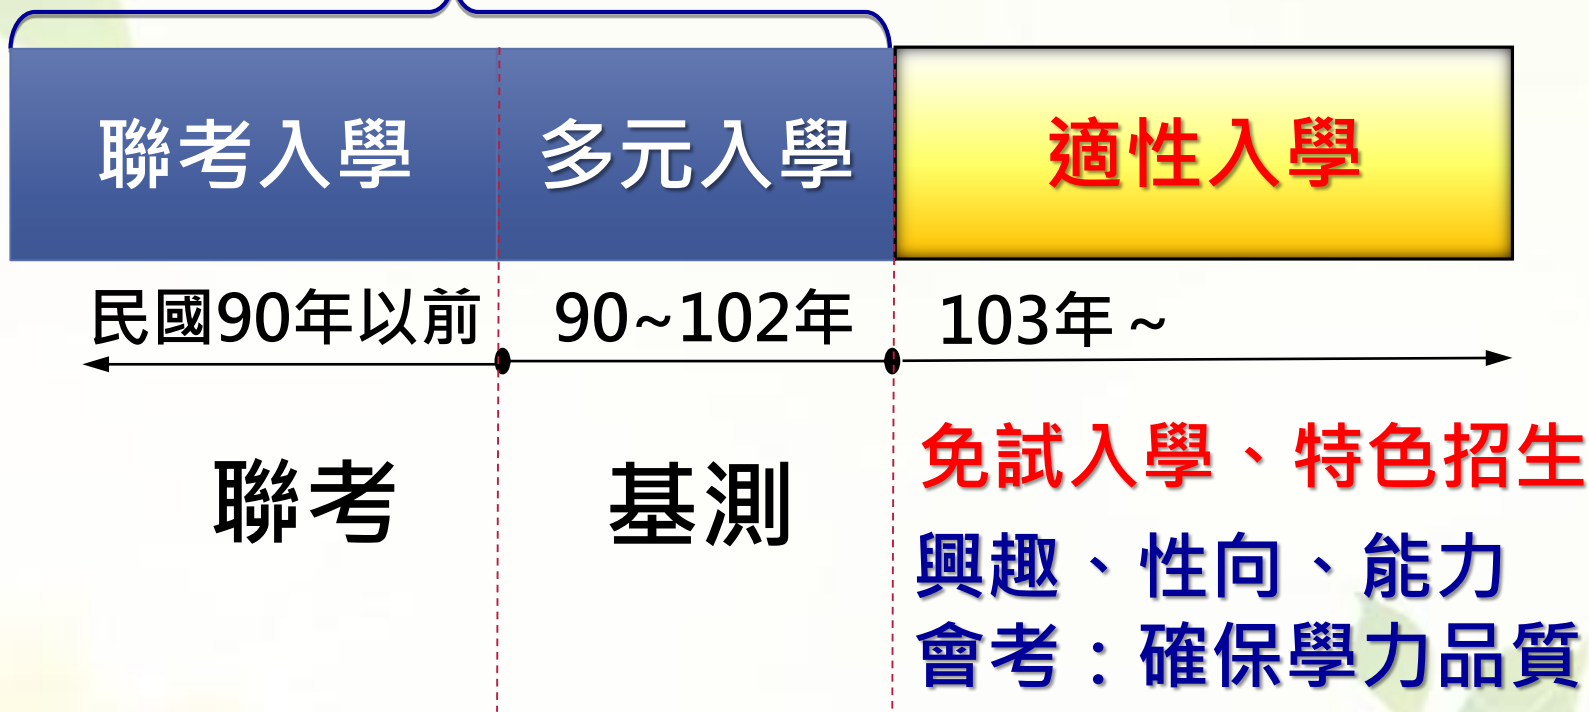 聯考入學 多元入學 適性入學
民國90年以前 90~102年 103年~
聯考 基測 免試入學、特色招生
興趣、性向、能力
會考：確保學力品質